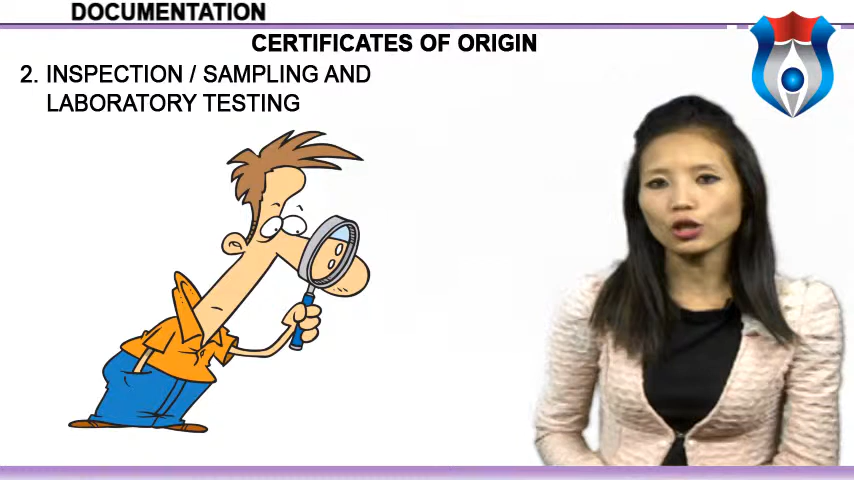 DOCUMENTATION
CERTIFICATES OF ORIGIN
2. INSPECTION / SAMPLING AND
LABORATORY TESTING